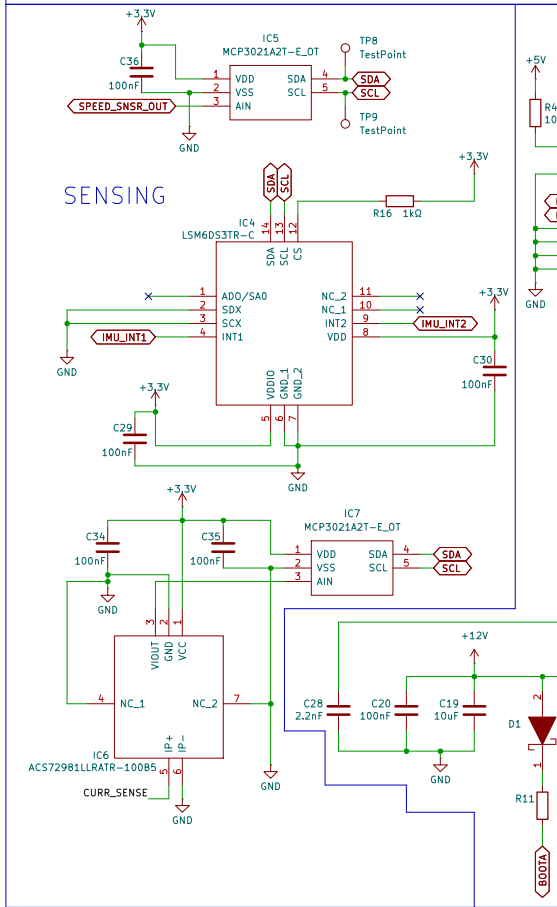 +3,3V
IC5
MCP3021A2T-E_OT
TP8
TestPoint
C36
100nF
1 VDD SDA 4 SDA
2 VSS SCL 5 SCL
SPEED_SNSR_OUT 3 AIN
TP9
TestPoint
GND
+5V
R4
10
SENSING
+3,3V
SDA
SCL
R16 1kΩ
IC4
LSM6DS3TR-C
14 13 12
SDA SCL CS
1 ADO/SA0 NC_2 11
2 SDX NC_1 10
3 SCX INT2 9 IMU_INT2
IMU_INT1 4 INT1 VDD 8
+3,3V
GND
GND
C30
100nF
VDDIO GND_1 GND_2
5 6 7
+3,3V
C29
100nF
GND
+3,3V
IC7
MCP3021A2T-E_OT
C34
100nF
C35
100nF
1 VDD SDA 4 SDA
2 VSS SCL 5 SCL
3 AIN
GND
3 2 1
VIOUT GND VCC
4 NC_1 NC_2 7
IP+ IP-
5 6
IC6
ACS72981LLRATR-100B5
CURR_SENSE
GND
GND
+12V
C28
2.2nF
C20
100nF
C19
10uF
GND
2
D1
1
R11
BOOTA